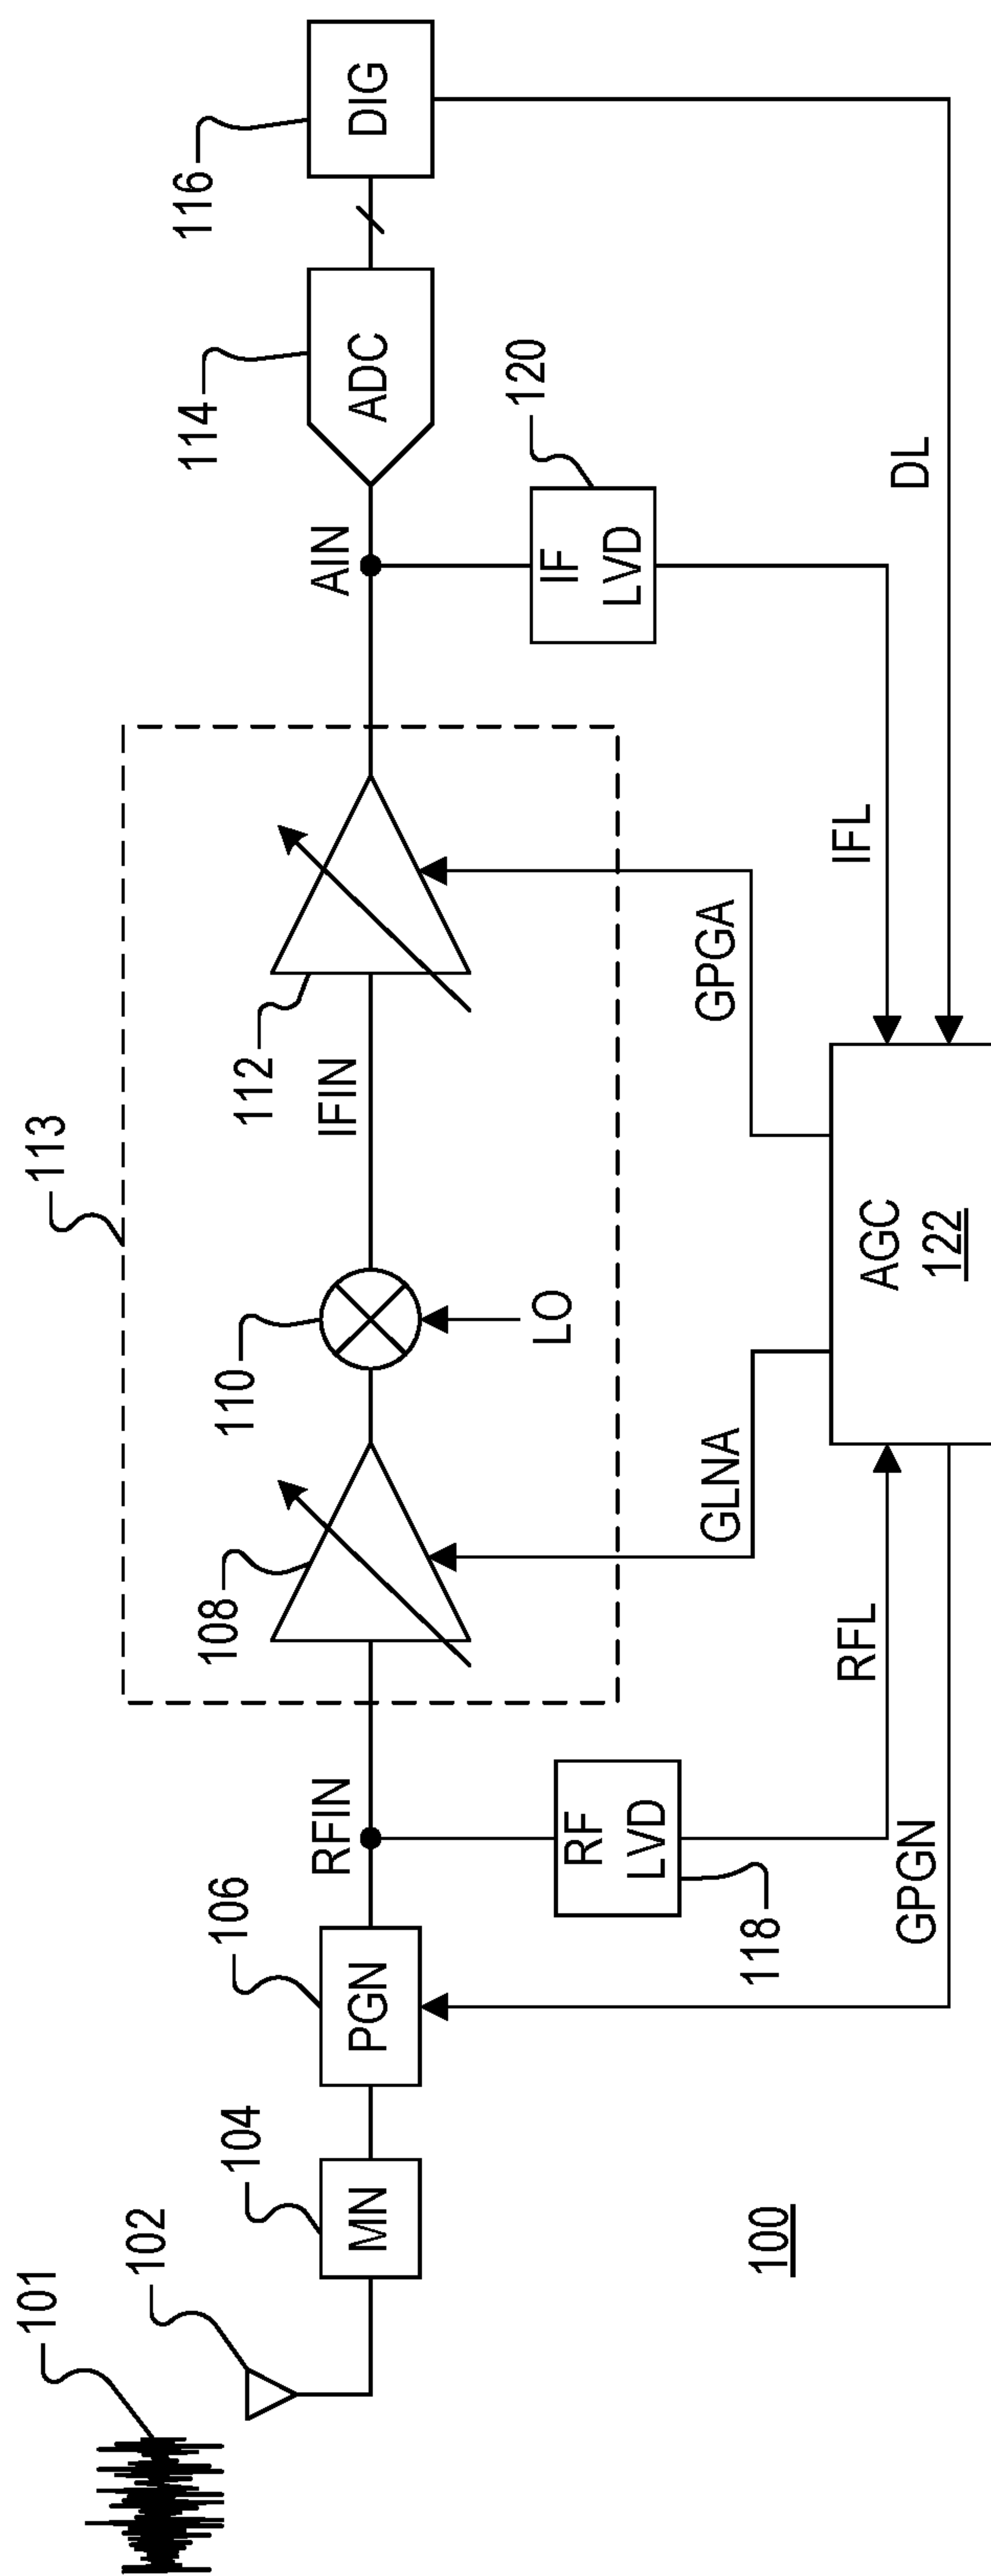 101
102
104
MN
106
PGN
RFIN
113
108
110
LO
IFIN
112
AIN
114
ADC
116
DIG
RF
LVD
118
IF
LVD
120
GLNA
GPGA
RFL
GPGN
IFL
DL
AGC
122
100